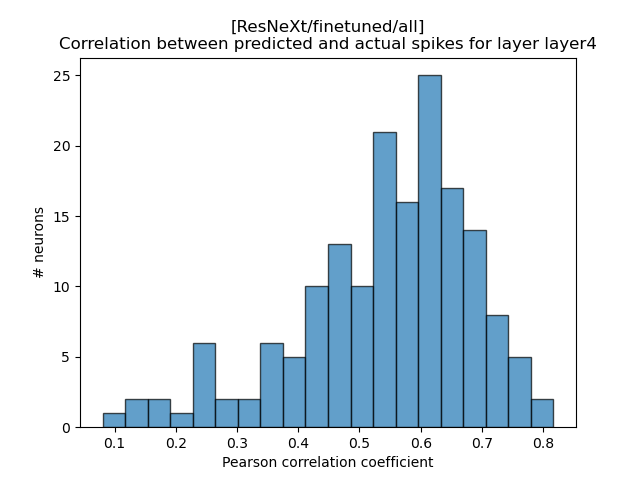 [ResNeXt/finetuned/all]
Correlation between predicted and actual spikes for layer layer4
25
20
15
10
5
0
# neurons
0.1 0.2 0.3 0.4 0.5 0.6 0.7 0.8
Pearson correlation coefficient